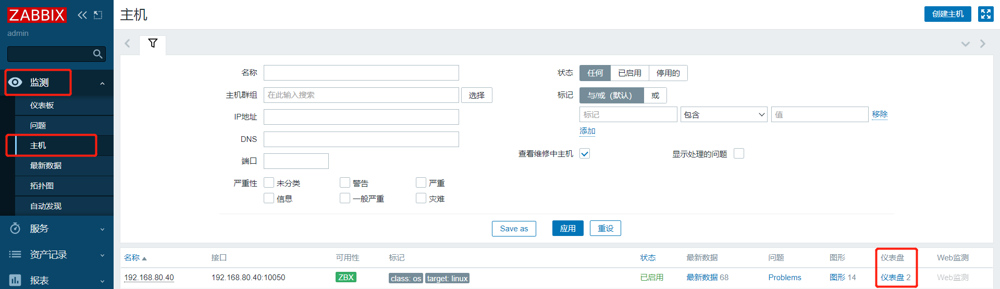 ZABBIX
admin
监测
仪表板
问题
主机
最新数据
拓扑图
自动发现
服务
资产记录
报表
主机
创建主机
名称
状态 任何 已启用 停用的
主机群组 在此输入搜索 选择
标记 与/或（默认） 或
IP地址
标记 包含 值 移除
添加
DNS
查看维修中主机 显示处理的问题
端口
严重性 未分类 警告 严重
信息 一般严重 灾难
Save as 应用 重设
名称 接口 可用性 标记 状态 最新数据 问题 图形 仪表盘 Web监测
192.168.80.40 192.168.80.40:10050 ZBX class: os target: linux 已启用 最新数据 68 Problems 图形 14 仪表盘 2 Web监测